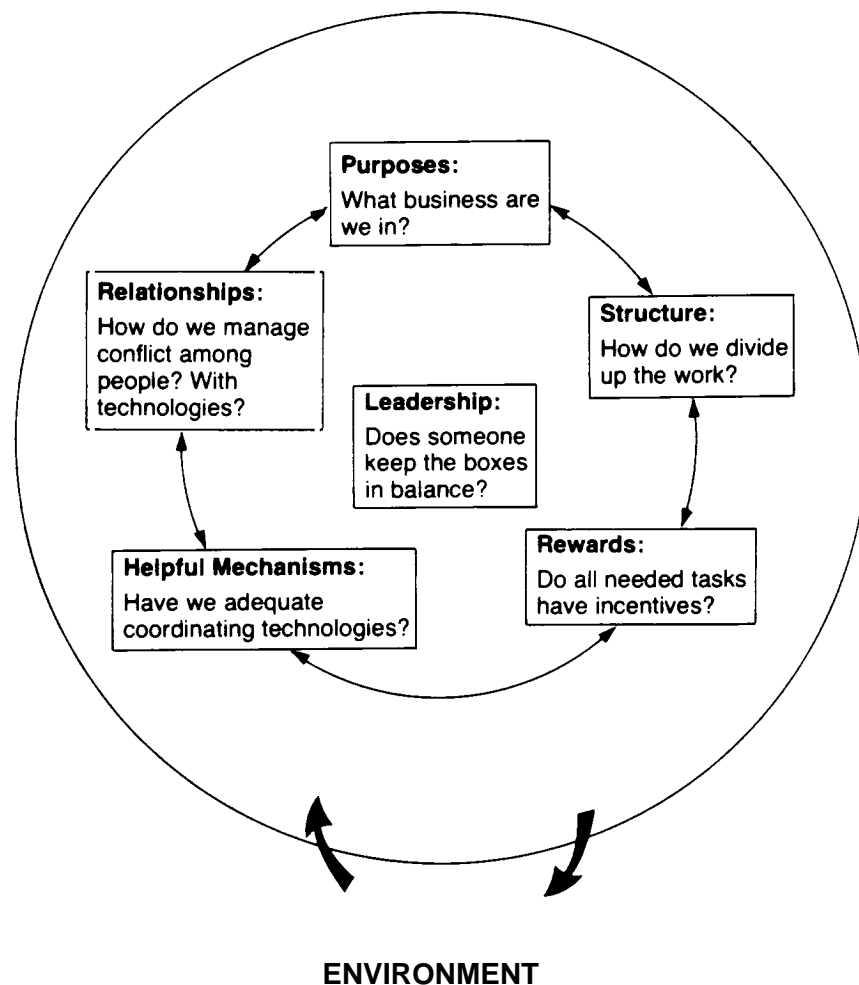 Purposes:
What business are
we in?
Relationships:
How do we manage
conflict among
people? With
technologies?
Structure:
How do we divide
up the work?
Leadership:
Does someone
keep the boxes
in balance?
Helpful Mechanisms:
Have we adequate
coordinating technologies?
Rewards:
Do all needed tasks
have incentives?
ENVIRONMENT